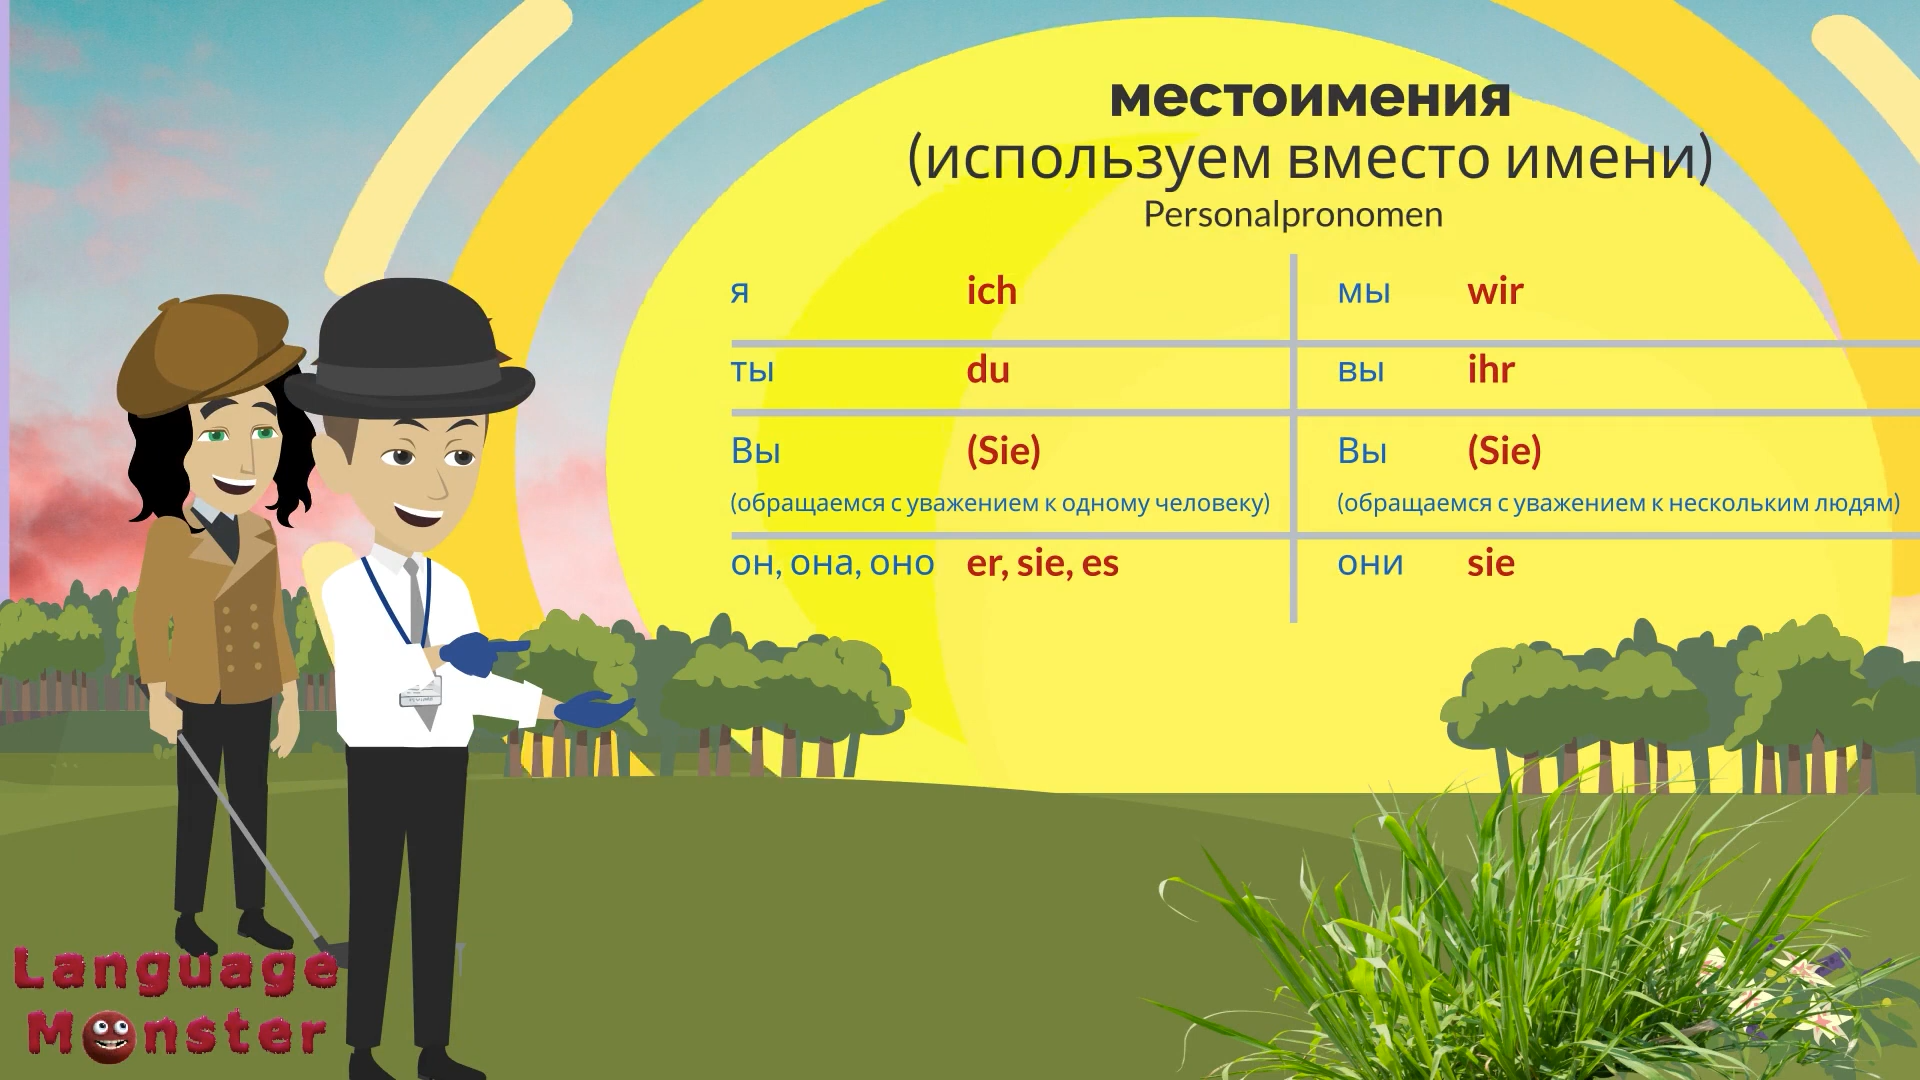 местоимения
(используем вместо имени)
Personalpronomen
я ich мы wir
ты du вы ihr
Вы (Sie) Вы (Sie)
(обращаемся с уважением к одному человеку) (обращаемся с уважением к нескольким людям)
он, она, оно er, sie, es они sie
Language
Monster